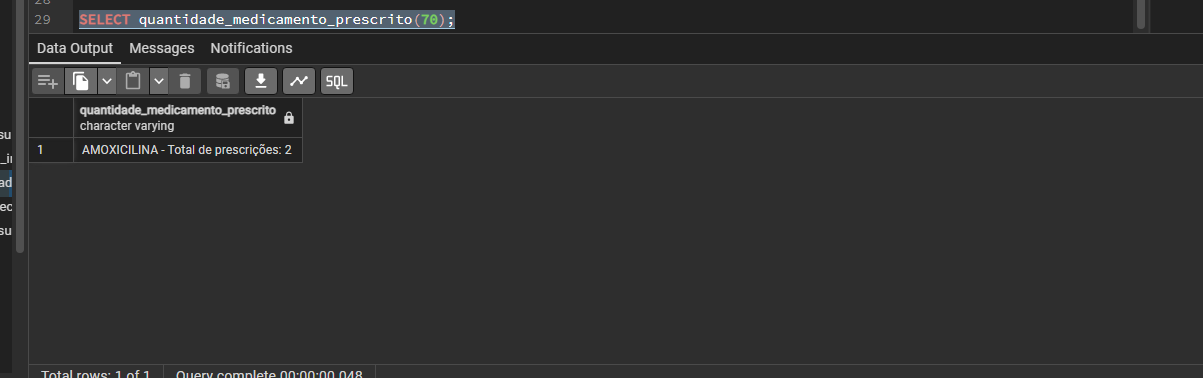 28
29 SELECT quantidade_medicamento_prescrito(70);
Data Output Messages Notifications
SQL
quantidade_medicamento_prescrito
character varying
su
1 AMOXICILINA - Total de prescrições: 2
_i
ad
ec
su
Total rows: 1 of 1 Query complete 00:00:00.048